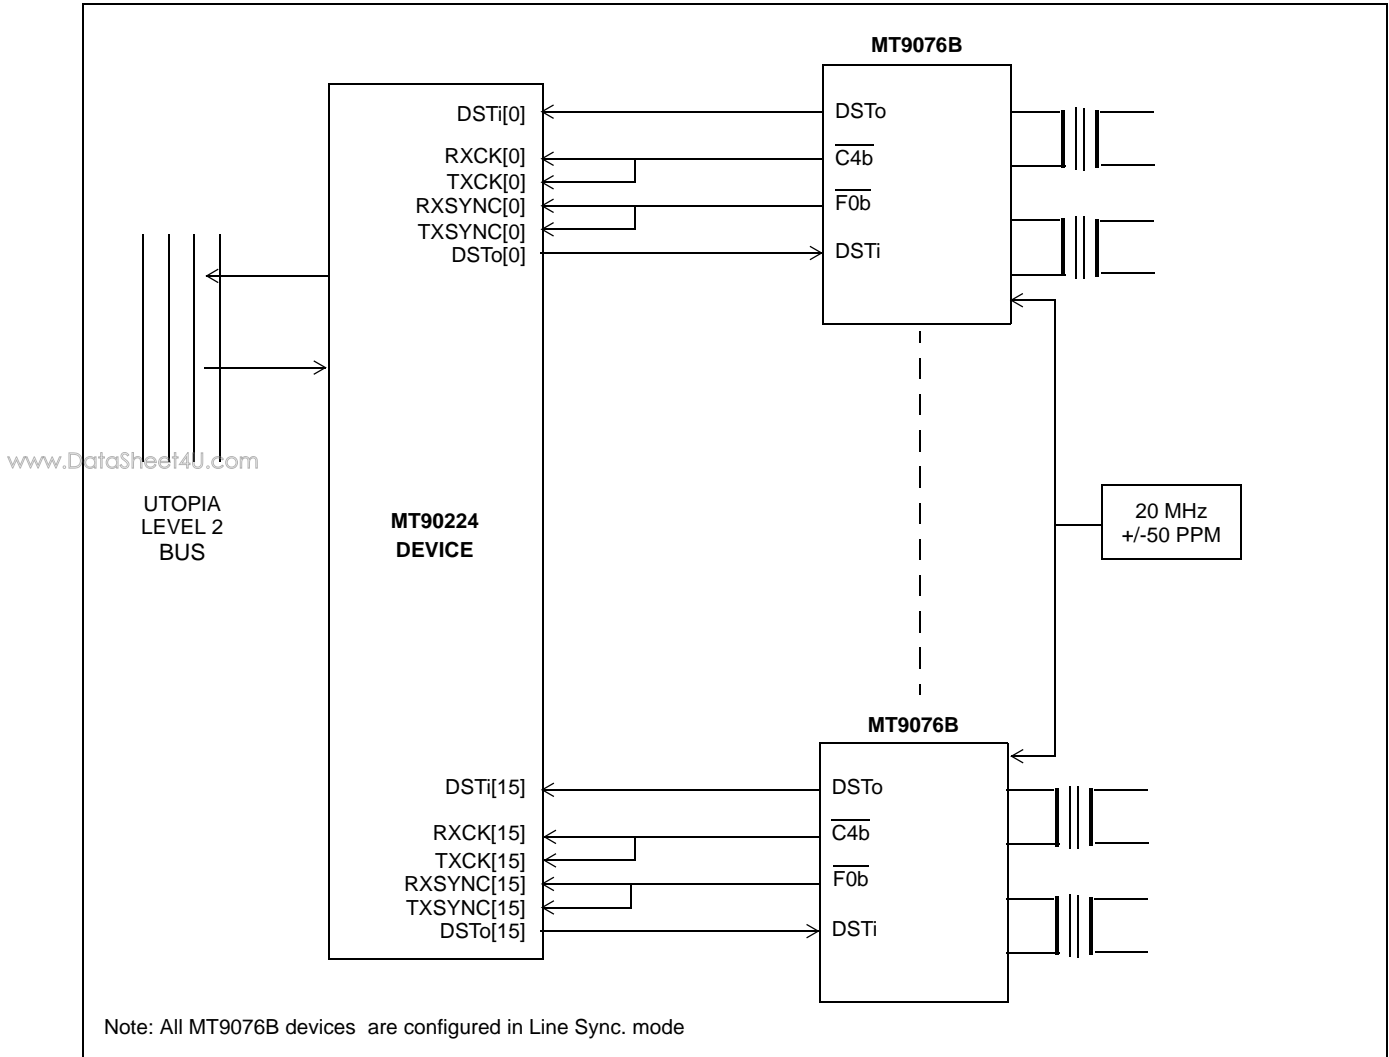 MT9076B
DSTi[0]
RXCK[0]
TXCK[0]
RXSYNC[0]
TXSYNC[0]
DSTo[0]
DSTo
C4b
F0b
DSTi
www.DataSheet4U.com
UTOPIA
LEVEL 2
BUS
MT90224
DEVICE
20 MHz
+/-50 PPM
MT9076B
DSTi[15]
RXCK[15]
TXCK[15]
RXSYNC[15]
TXSYNC[15]
DSTo[15]
DSTo
C4b
F0b
DSTi
Note: All MT9076B devices are configured in Line Sync. mode